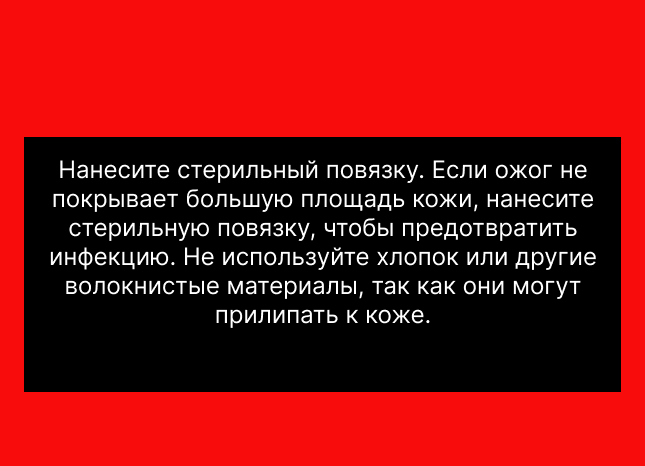 Нанесите стерильный повязку. Если ожог не
покрывает большую площадь кожи, нанесите
стерильную повязку, чтобы предотвратить
инфекцию. Не используйте хлопок или другие
волокнистые материалы, так как они могут
прилипать к коже.